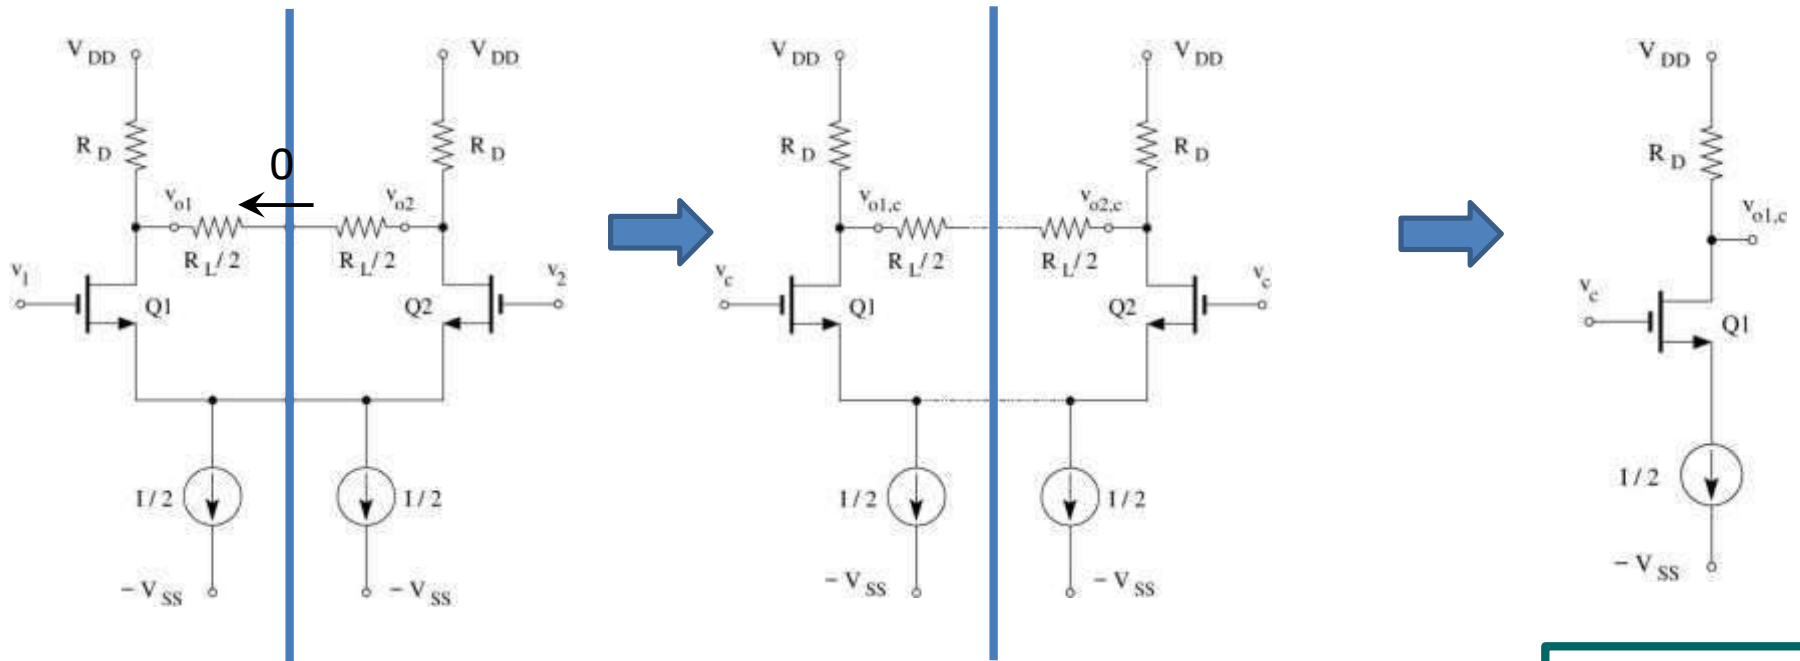 V DD
V DD
R D
R D
0
v o1
v o2
R L / 2
R L / 2
v 1
v 2
Q1
Q2
I / 2
I / 2
− V SS
− V SS
V DD
V DD
R D
R D
v o1,c
v o2,c
R L / 2
R L / 2
v c
v c
Q1
Q2
I / 2
I / 2
− V SS
− V SS
V DD
R D
v o1,c
v c
Q1
I / 2
− V SS